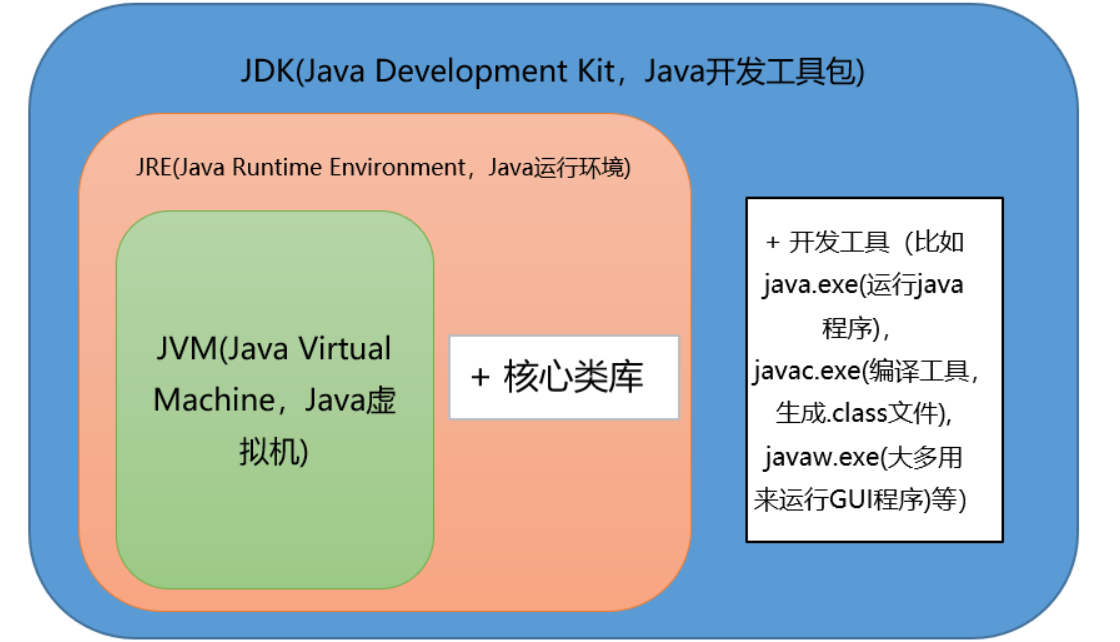 JDK(Java Development Kit，Java开发工具包)
JRE(Java Runtime Environment，Java运行环境)
JVM(Java Virtual
Machine，Java虚
拟机)
+ 核心类库
+ 开发工具（比如
java.exe(运行java
程序)，
javac.exe(编译工具，
生成.class文件),
javaw.exe(大多用
来运行GUI程序)等）